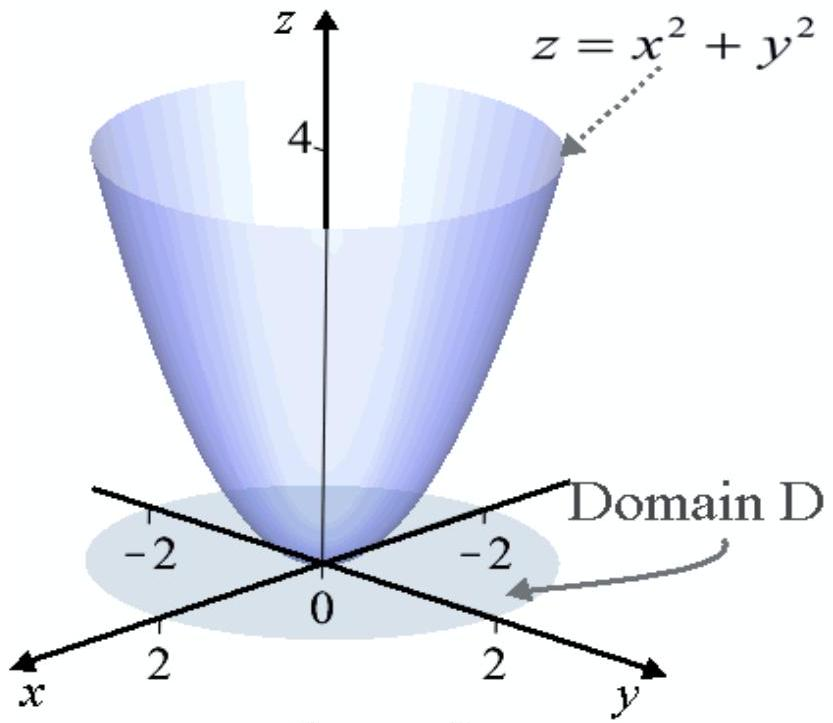 z
z = x² + y²
4
Domain D
-2
-2
0
2
2
x
y